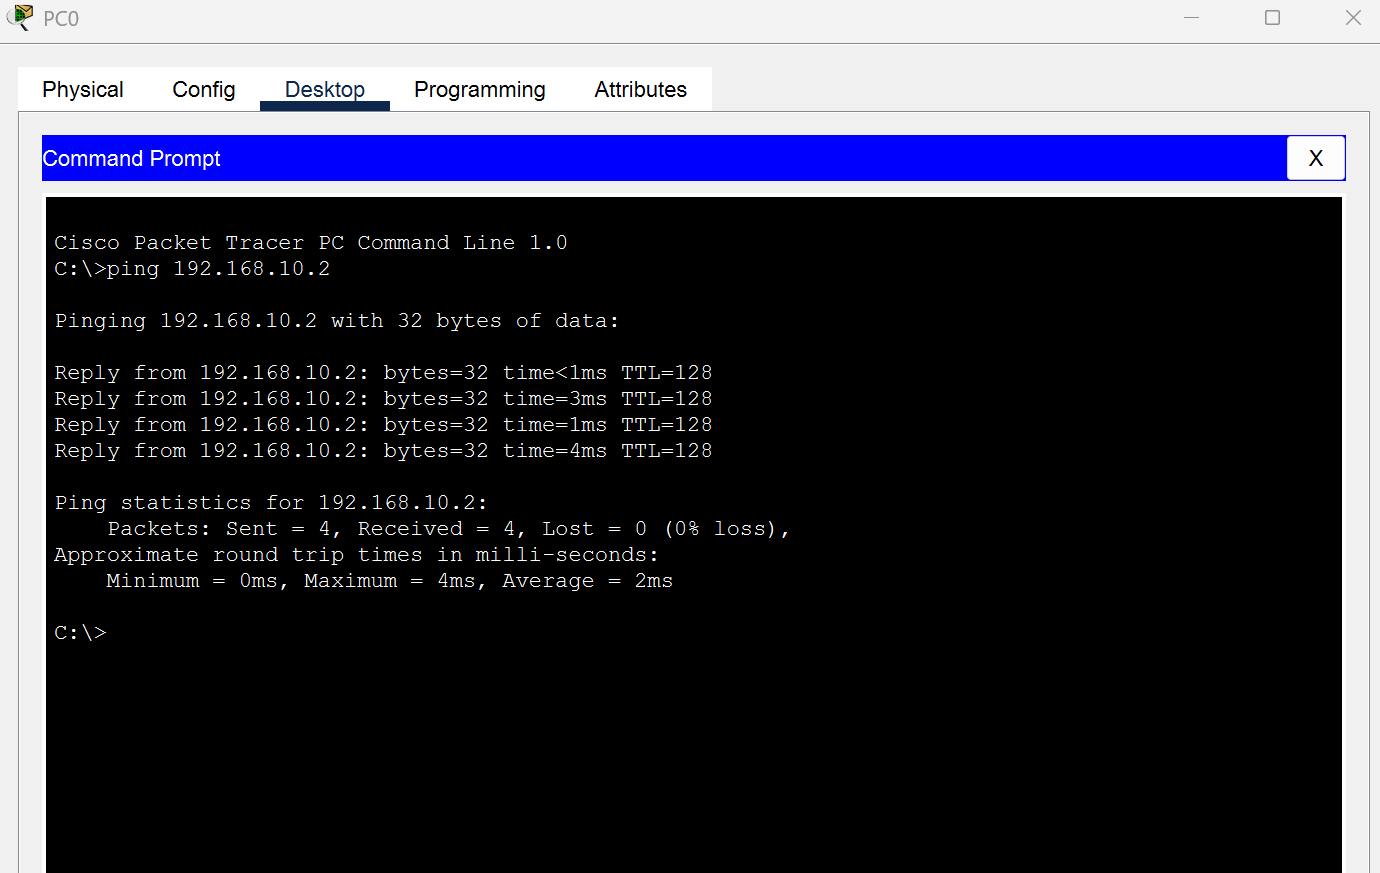 PC0
Physical Config Desktop Programming Attributes
Command Prompt X
Cisco Packet Tracer PC Command Line 1.0
C:\>ping 192.168.10.2
Pinging 192.168.10.2 with 32 bytes of data:
Reply from 192.168.10.2: bytes=32 time<1ms TTL=128
Reply from 192.168.10.2: bytes=32 time=3ms TTL=128
Reply from 192.168.10.2: bytes=32 time=1ms TTL=128
Reply from 192.168.10.2: bytes=32 time=4ms TTL=128
Ping statistics for 192.168.10.2:
    Packets: Sent = 4, Received = 4, Lost = 0 (0% loss),
Approximate round trip times in milli-seconds:
    Minimum = 0ms, Maximum = 4ms, Average = 2ms
C:\>